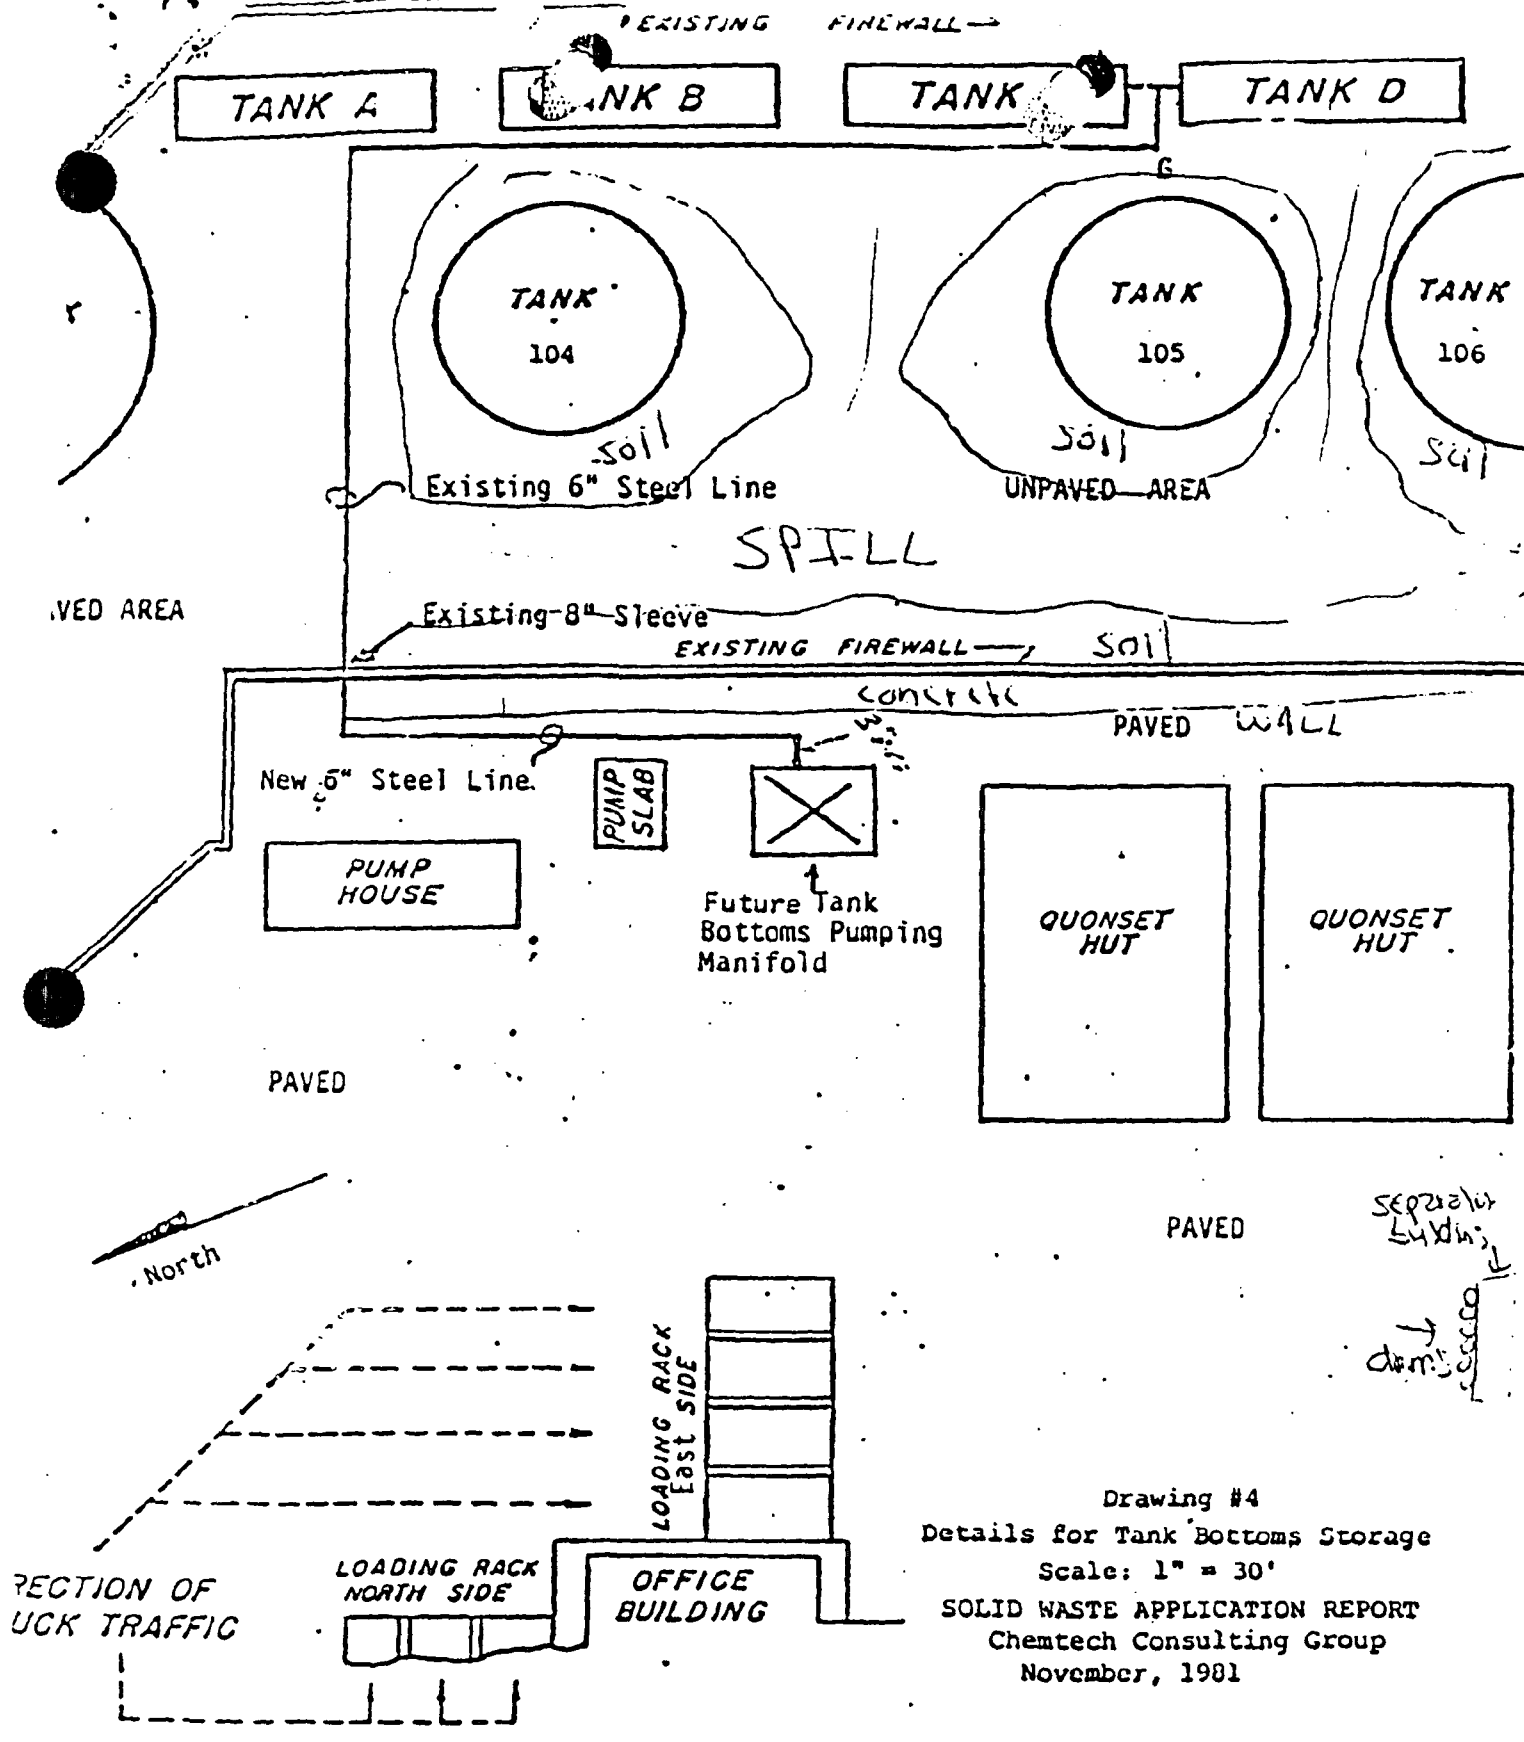 EXISTING FIREWALL
TANK A
NK B
TANK
TANK D
G
TANK
104
TANK
105
TANK
106
soil
soil
soil
Existing 6" Steel Line
UNPAVED AREA
SPILL
VED AREA
Existing 8" Sleeve
EXISTING FIREWALL
soil
concrete
PAVED WALL
New 6" Steel Line
PUMP
SLAB
PUMP
HOUSE
Future Tank
Bottoms Pumping
Manifold
QUONSET
HUT
QUONSET
HUT
PAVED
North
PAVED
LOADING RACK
East SIDE
LOADING RACK
NORTH SIDE
OFFICE
BUILDING
RECTION OF
UCK TRAFFIC
Drawing #4
Details for Tank Bottoms Storage
Scale: 1" = 30'
SOLID WASTE APPLICATION REPORT
Chemtech Consulting Group
November, 1981